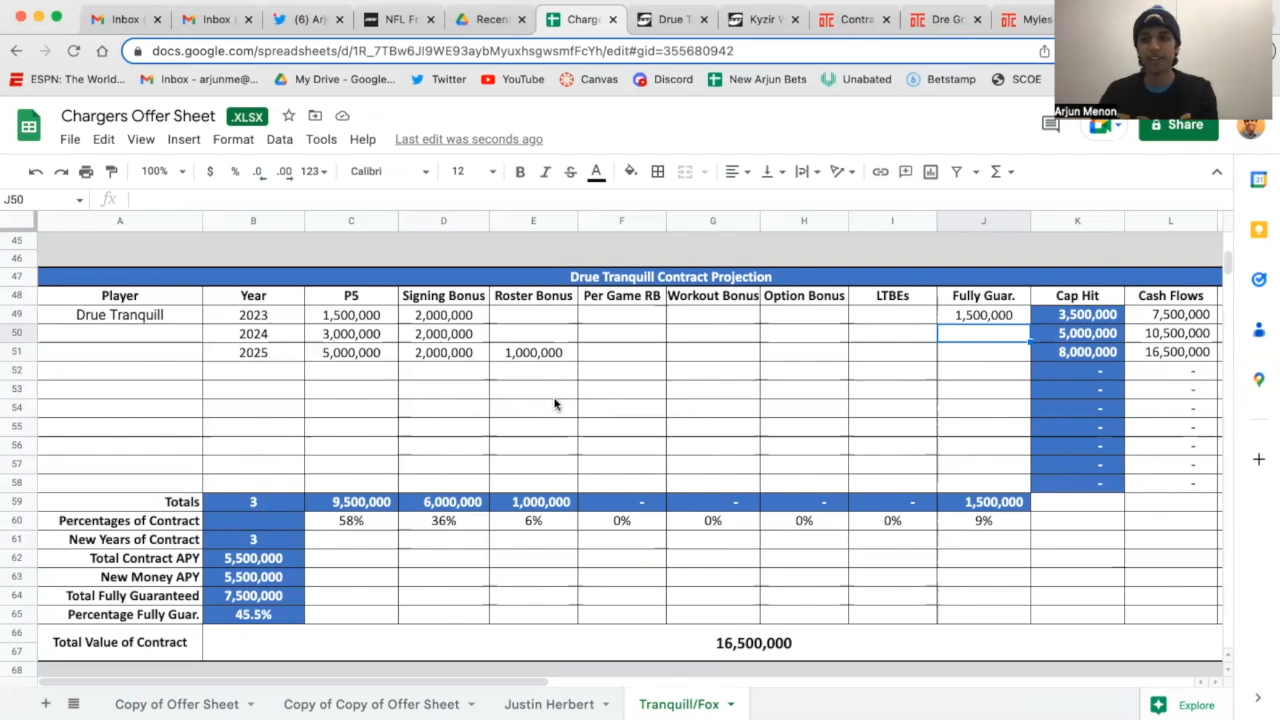 Inbox (
Inbox (
(6) Arj
NFL Fr
Recen
Charge
Drue T
Kyzir V
Contra
Dre Gr
Myles
docs.google.com/spreadsheets/d/1R_7TBw6JI9WE93aybMyuxhsgwsmfFcYh/edit#gid=355680942
ESPN: The World...
Inbox - arjunme@...
My Drive - Google...
Twitter
YouTube
Canvas
Discord
New Arjun Bets
Unabated
Betstamp
SCOE
Arjun Menon
Chargers Offer Sheet .XLSX
File Edit View Insert Format Data Tools Help Last edit was seconds ago
Share
100% $ % .0 .00 123 Calibri 12 B I S A
J50 fx
A B C D E F G H I J K L
45
46
47 Drue Tranquill Contract Projection
48 Player Year P5 Signing Bonus Roster Bonus Per Game RB Workout Bonus Option Bonus LTBEs Fully Guar. Cap Hit Cash Flows
49 Drue Tranquill 2023 1,500,000 2,000,000 1,500,000 3,500,000 7,500,000
50 2024 3,000,000 2,000,000 5,000,000 10,500,000
51 2025 5,000,000 2,000,000 1,000,000 8,000,000 16,500,000
52 - -
53 - -
54 - -
55 - -
56 - -
57 - -
58 - -
59 Totals 3 9,500,000 6,000,000 1,000,000 - - - - 1,500,000
60 Percentages of Contract 58% 36% 6% 0% 0% 0% 0% 9%
61 New Years of Contract 3
62 Total Contract APY 5,500,000
63 New Money APY 5,500,000
64 Total Fully Guaranteed 7,500,000
65 Percentage Fully Guar. 45.5%
66
Total Value of Contract 16,500,000
67
68
Copy of Offer Sheet Copy of Copy of Offer Sheet Justin Herbert Tranquill/Fox Explore